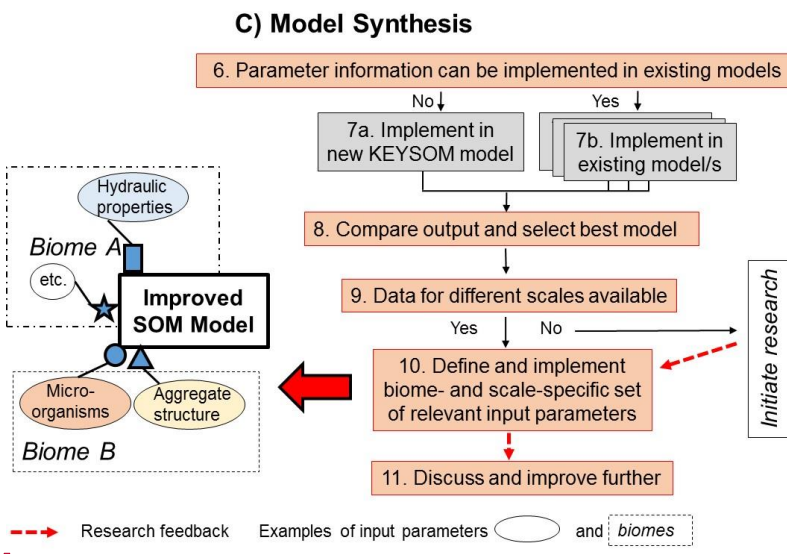 C) Model Synthesis
6. Parameter information can be implemented in existing models
No
Yes
7a. Implement in
new KEYSOM model
7b. Implement in
existing model/s
8. Compare output and select best model
9. Data for different scales available
Yes
No
Initiate research
10. Define and implement
biome- and scale-specific set
of relevant input parameters
11. Discuss and improve further
Hydraulic
properties
Biome A
etc.
Improved
SOM Model
Micro-
organisms
Aggregate
structure
Biome B
Research feedback
Examples of input parameters
and
biomes